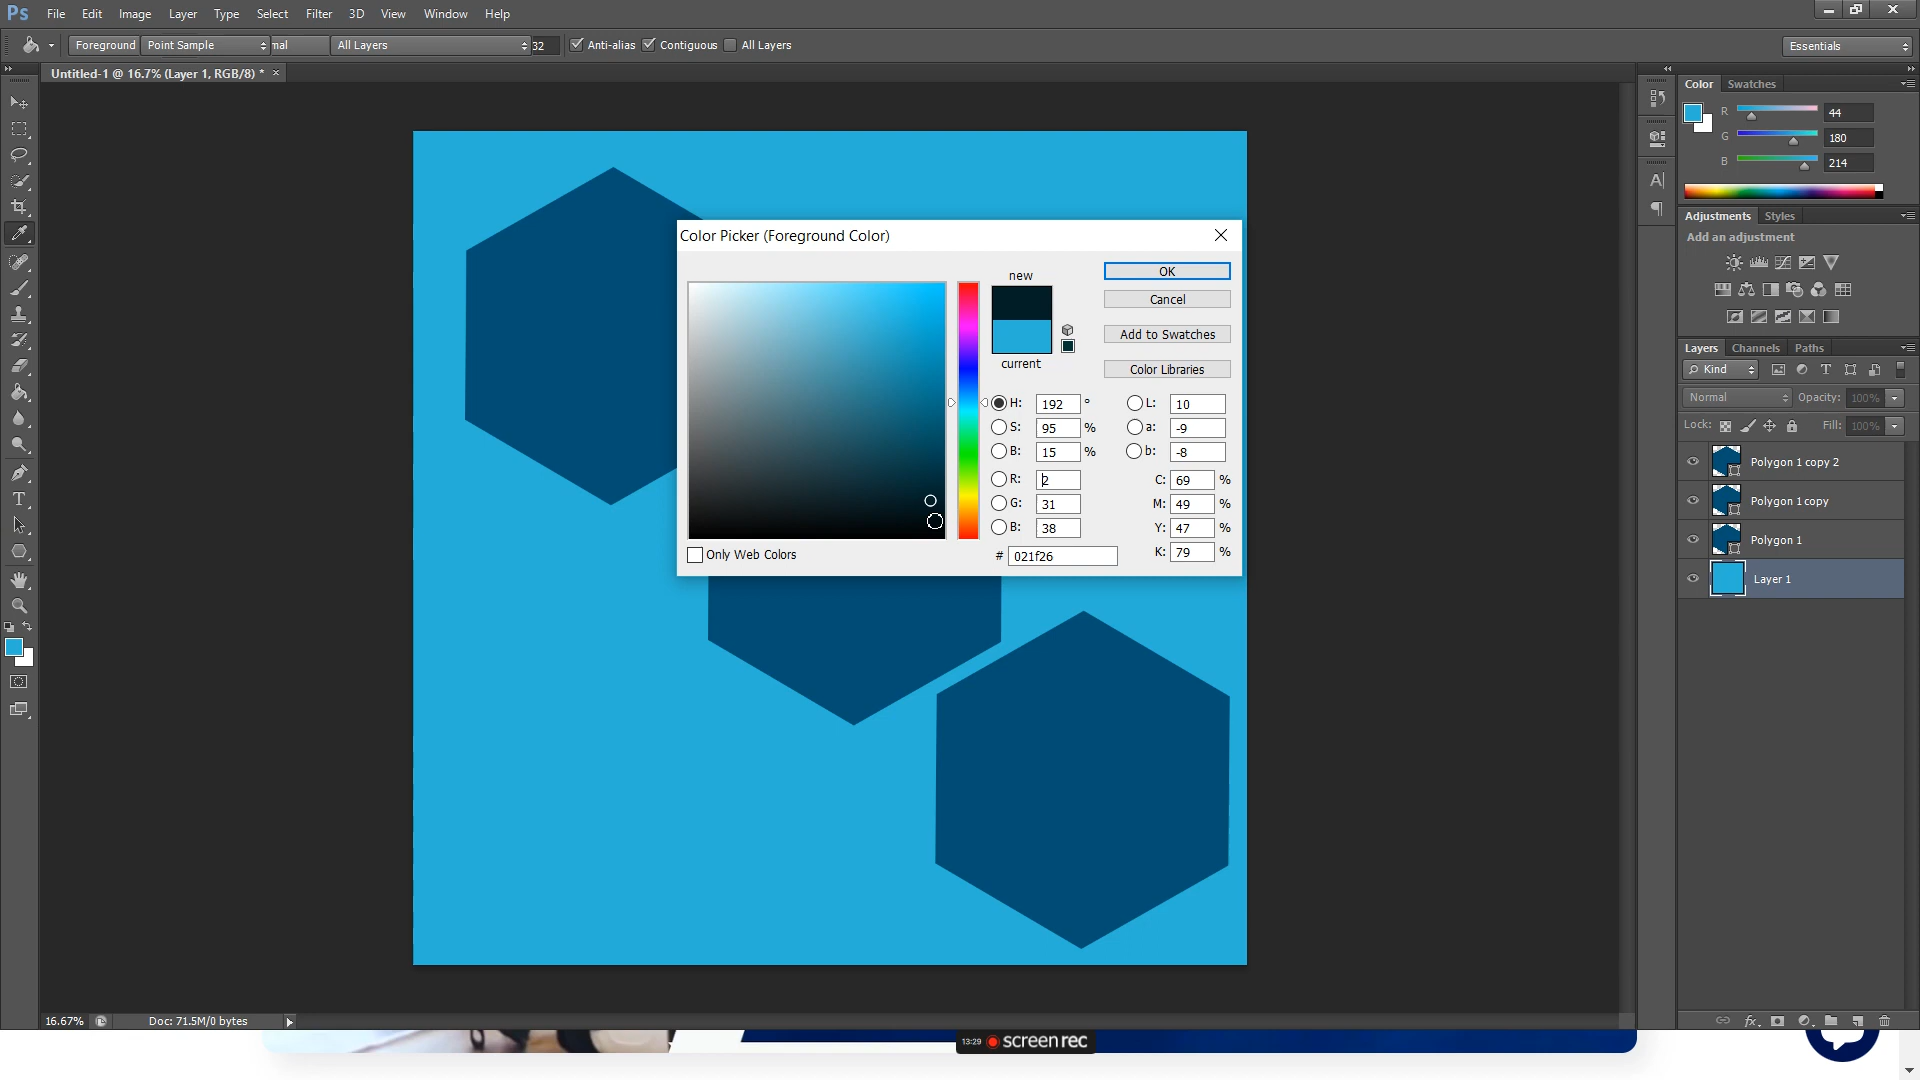 Ps File Edit Image Layer Type Select Filter 3D View Window Help
Foreground Point Sample mal All Layers 32 Anti-alias Contiguous All Layers Essentials
Untitled-1 @ 16.7% (Layer 1, RGB/8) * ×
Color Swatches
R 44
G 180
B 214
Adjustments Styles
Add an adjustment
Color Picker (Foreground Color)
new
current
OK
Cancel
Add to Swatches
Color Libraries
H: 192 °
S: 95 %
B: 15 %
R: 2
G: 31
B: 38
# 021f26
L: 10
a: -9
b: -8
C: 69 %
M: 49 %
Y: 47 %
K: 79 %
Only Web Colors
Layers Channels Paths
Kind
Normal Opacity: 100%
Lock: Fill: 100%
Polygon 1 copy 2
Polygon 1 copy
Polygon 1
Layer 1
16.67% Doc: 71.5M/0 bytes
13:29 screenrec